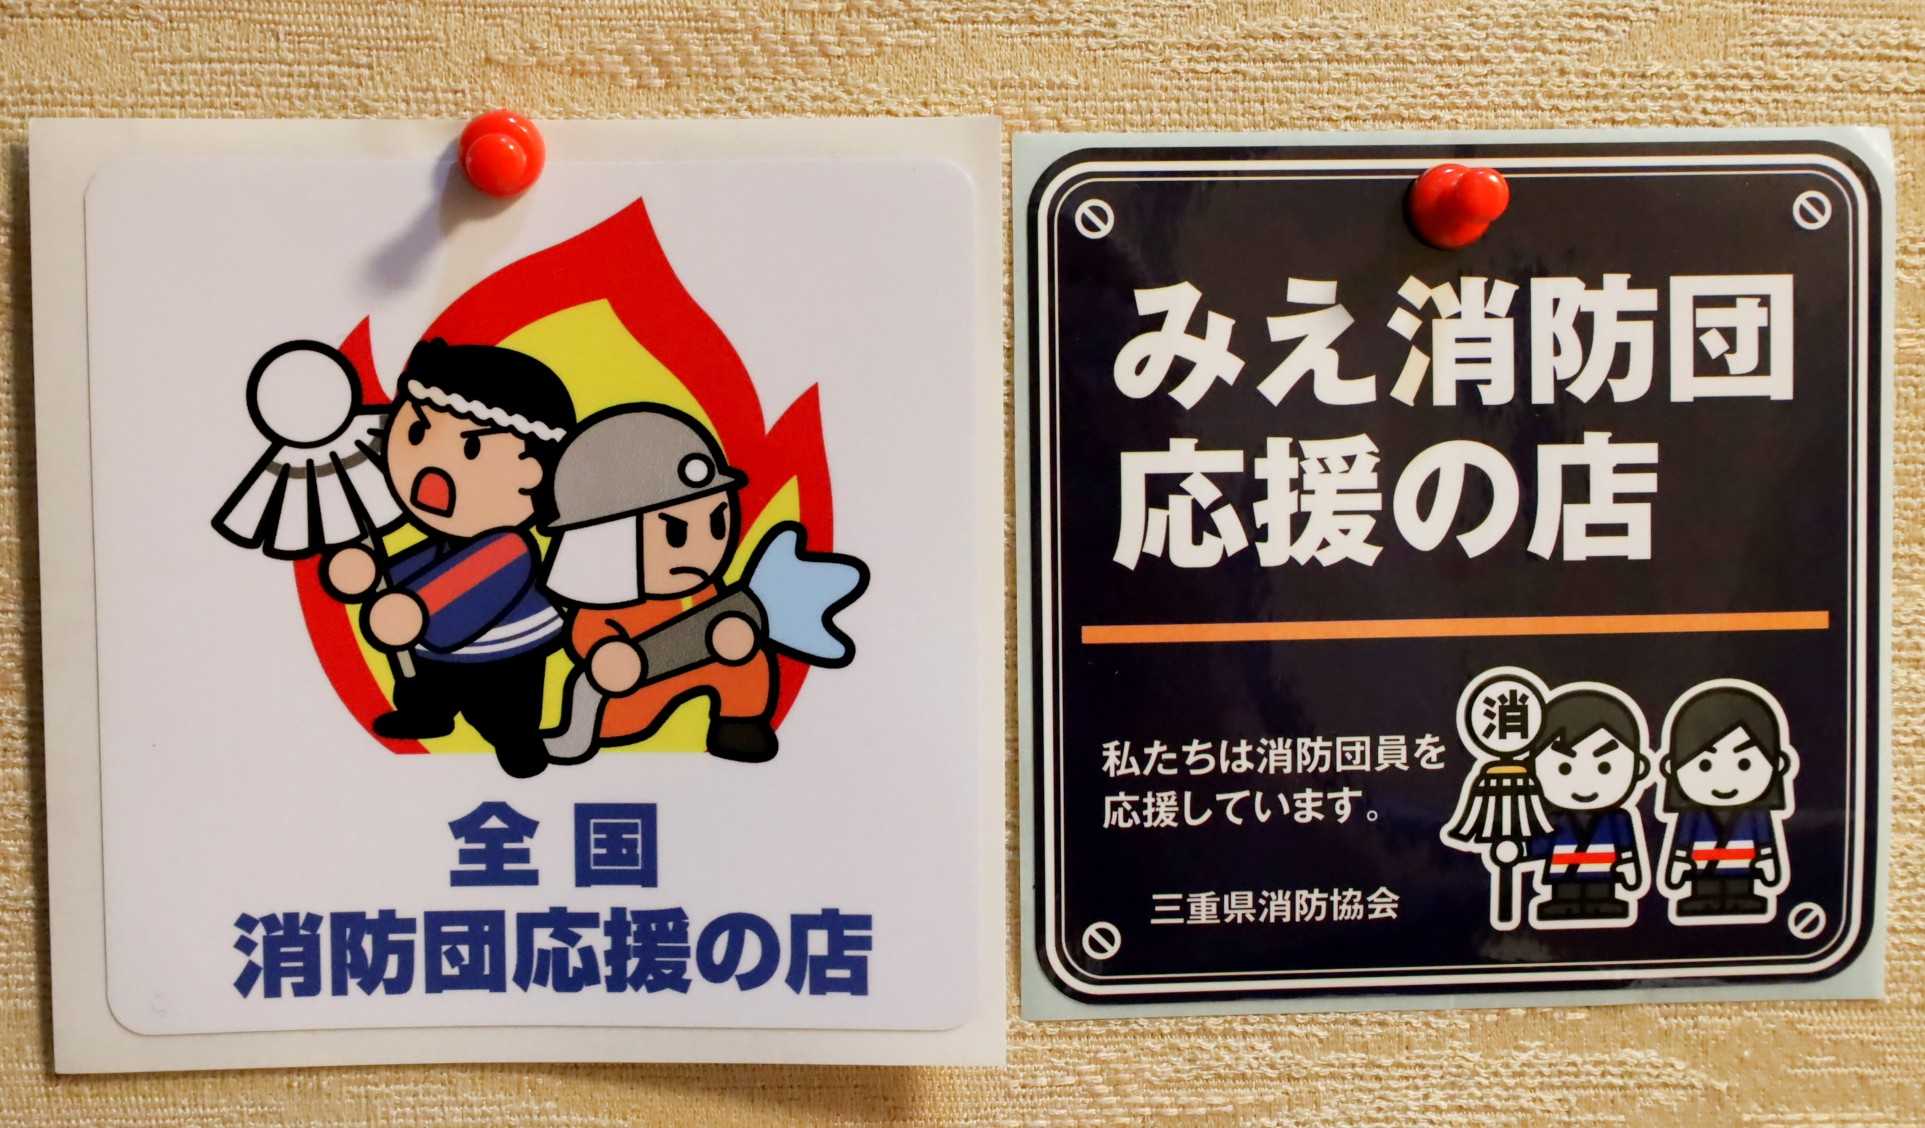 全国
消防団応援の店
みえ消防団
応援の店
消
私たちは消防団員を
応援しています。
三重県消防協会